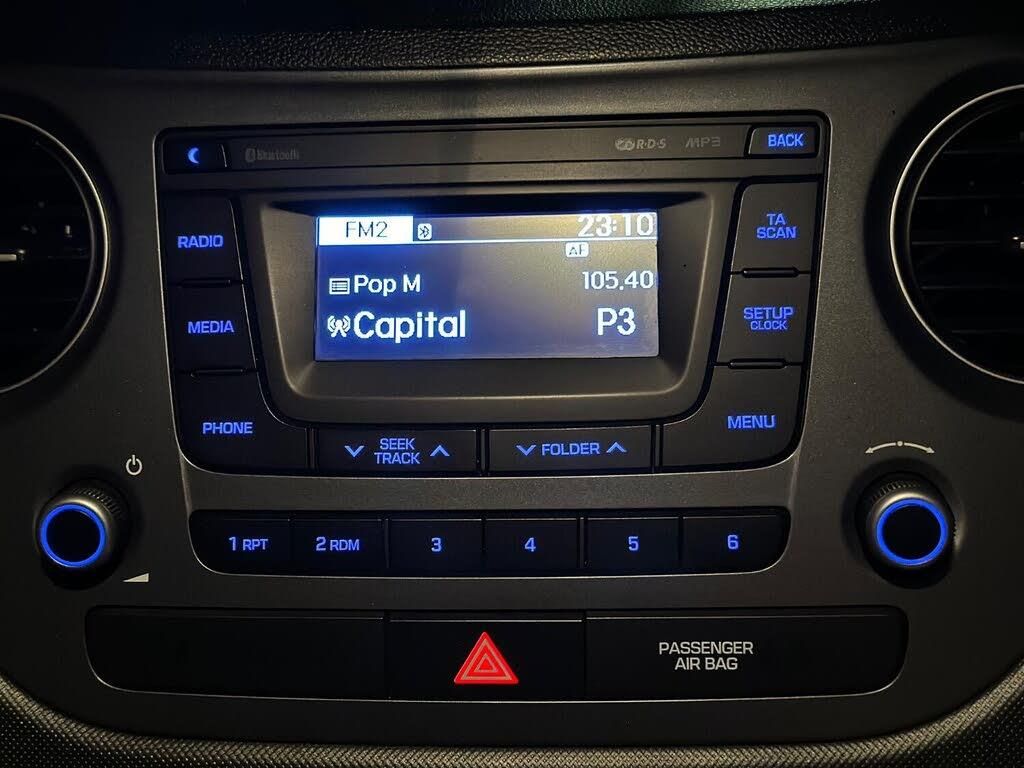 Bluetooth
R·D·S
MP3
BACK
RADIO
MEDIA
PHONE
FM2
23:10
AF
Pop M
105.40
Capital
P3
TA
SCAN
SETUP
CLOCK
MENU
SEEK
TRACK
FOLDER
1 RPT
2 RDM
3
4
5
6
PASSENGER
AIR BAG